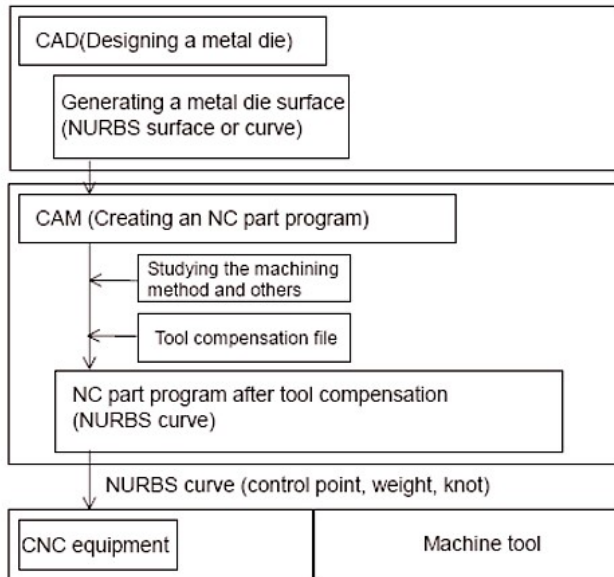 CAD(Designing a metal die)
Generating a metal die surface
(NURBS surface or curve)
CAM (Creating an NC part program)
Studying the machining
method and others
Tool compensation file
NC part program after tool compensation
(NURBS curve)
NURBS curve (control point, weight, knot)
CNC equipment
Machine tool